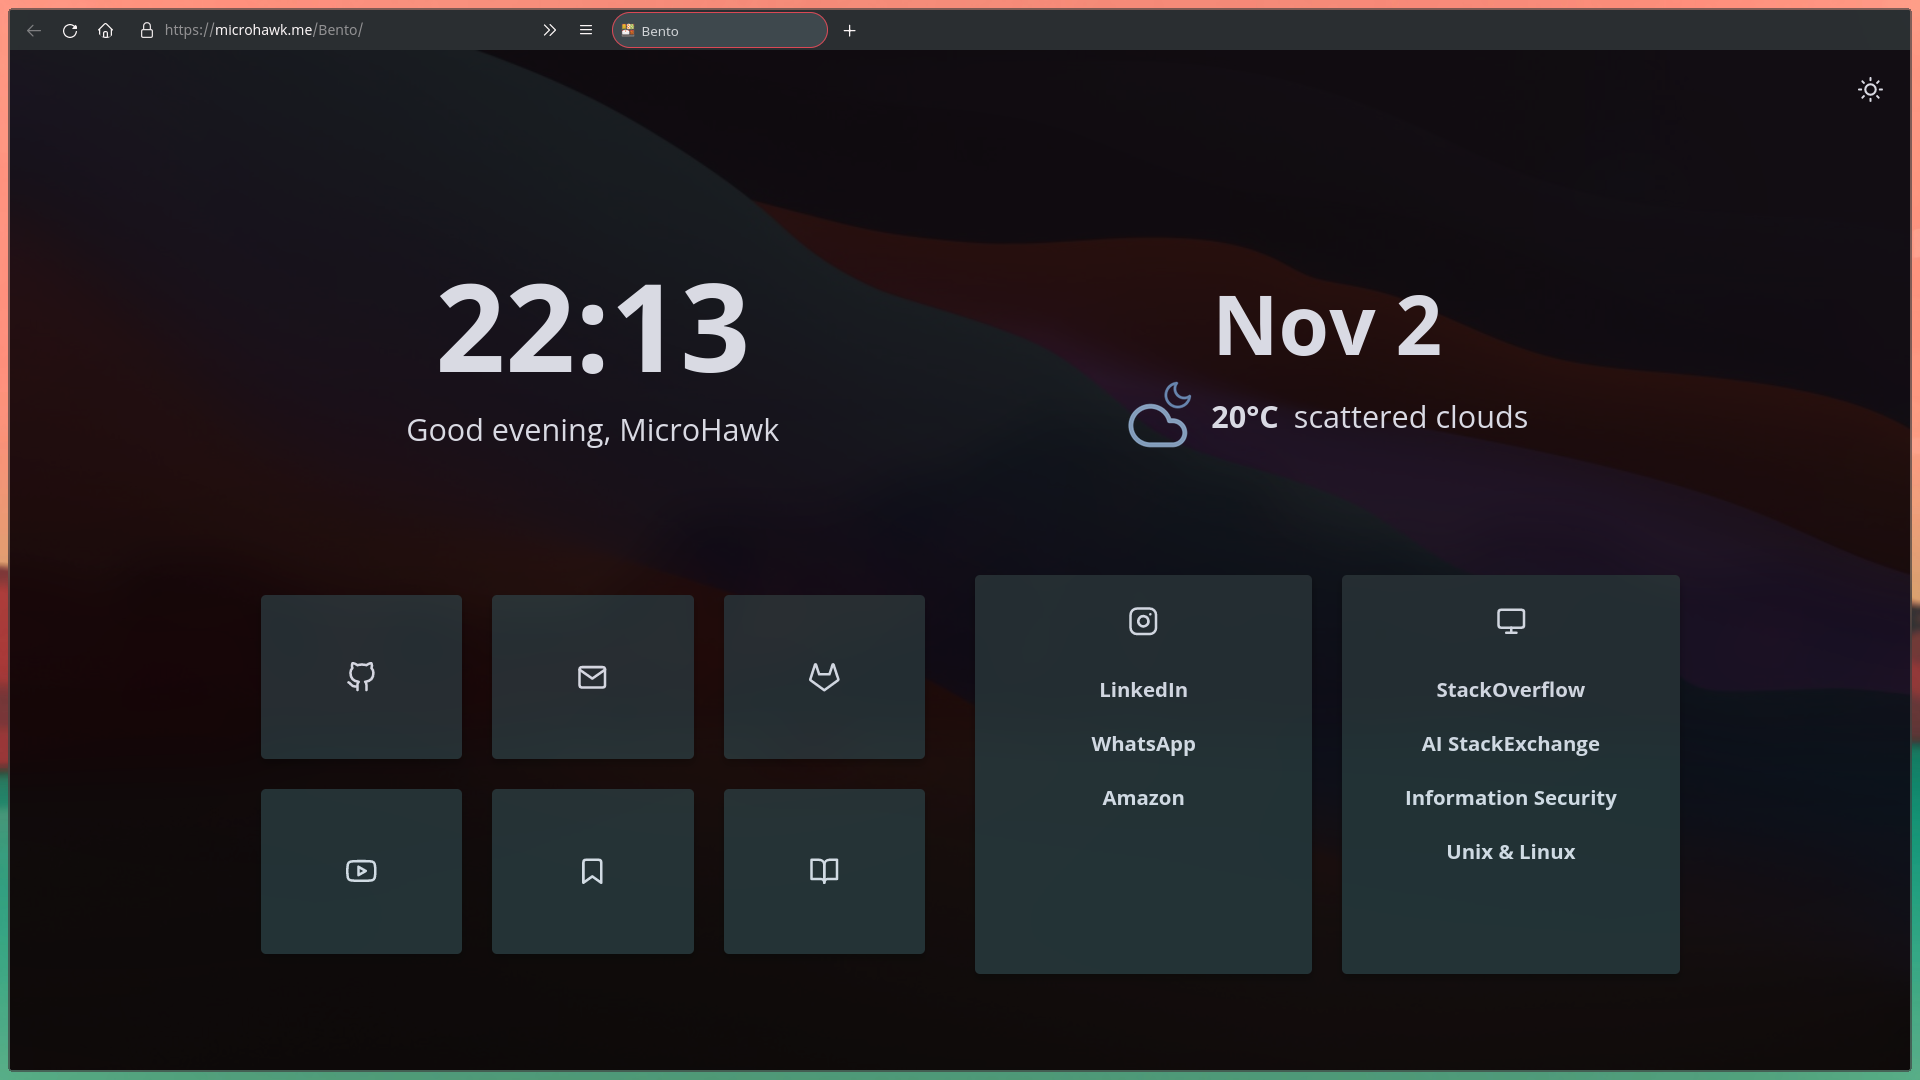 https://microhawk.me/Bento/
Bento
22:13
Good evening, MicroHawk
Nov 2
20°C scattered clouds
LinkedIn
WhatsApp
Amazon
StackOverflow
AI StackExchange
Information Security
Unix & Linux